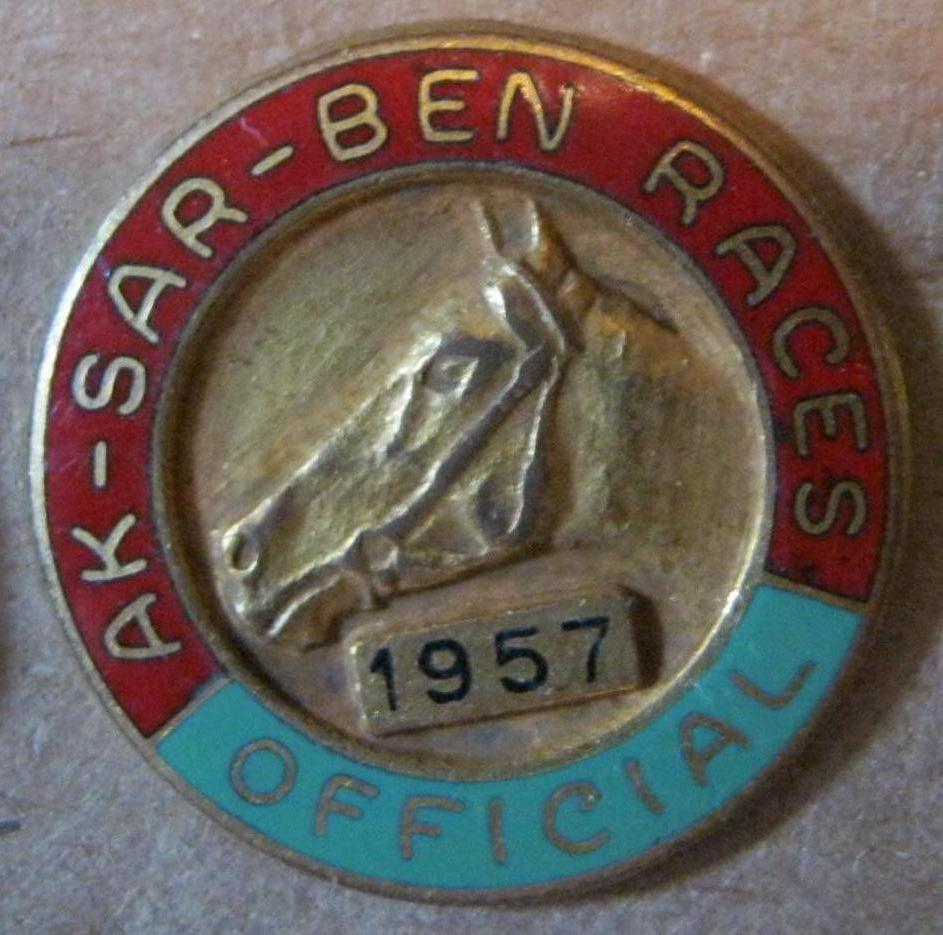 AK-SAR-BEN RACES
1957
OFFICIAL